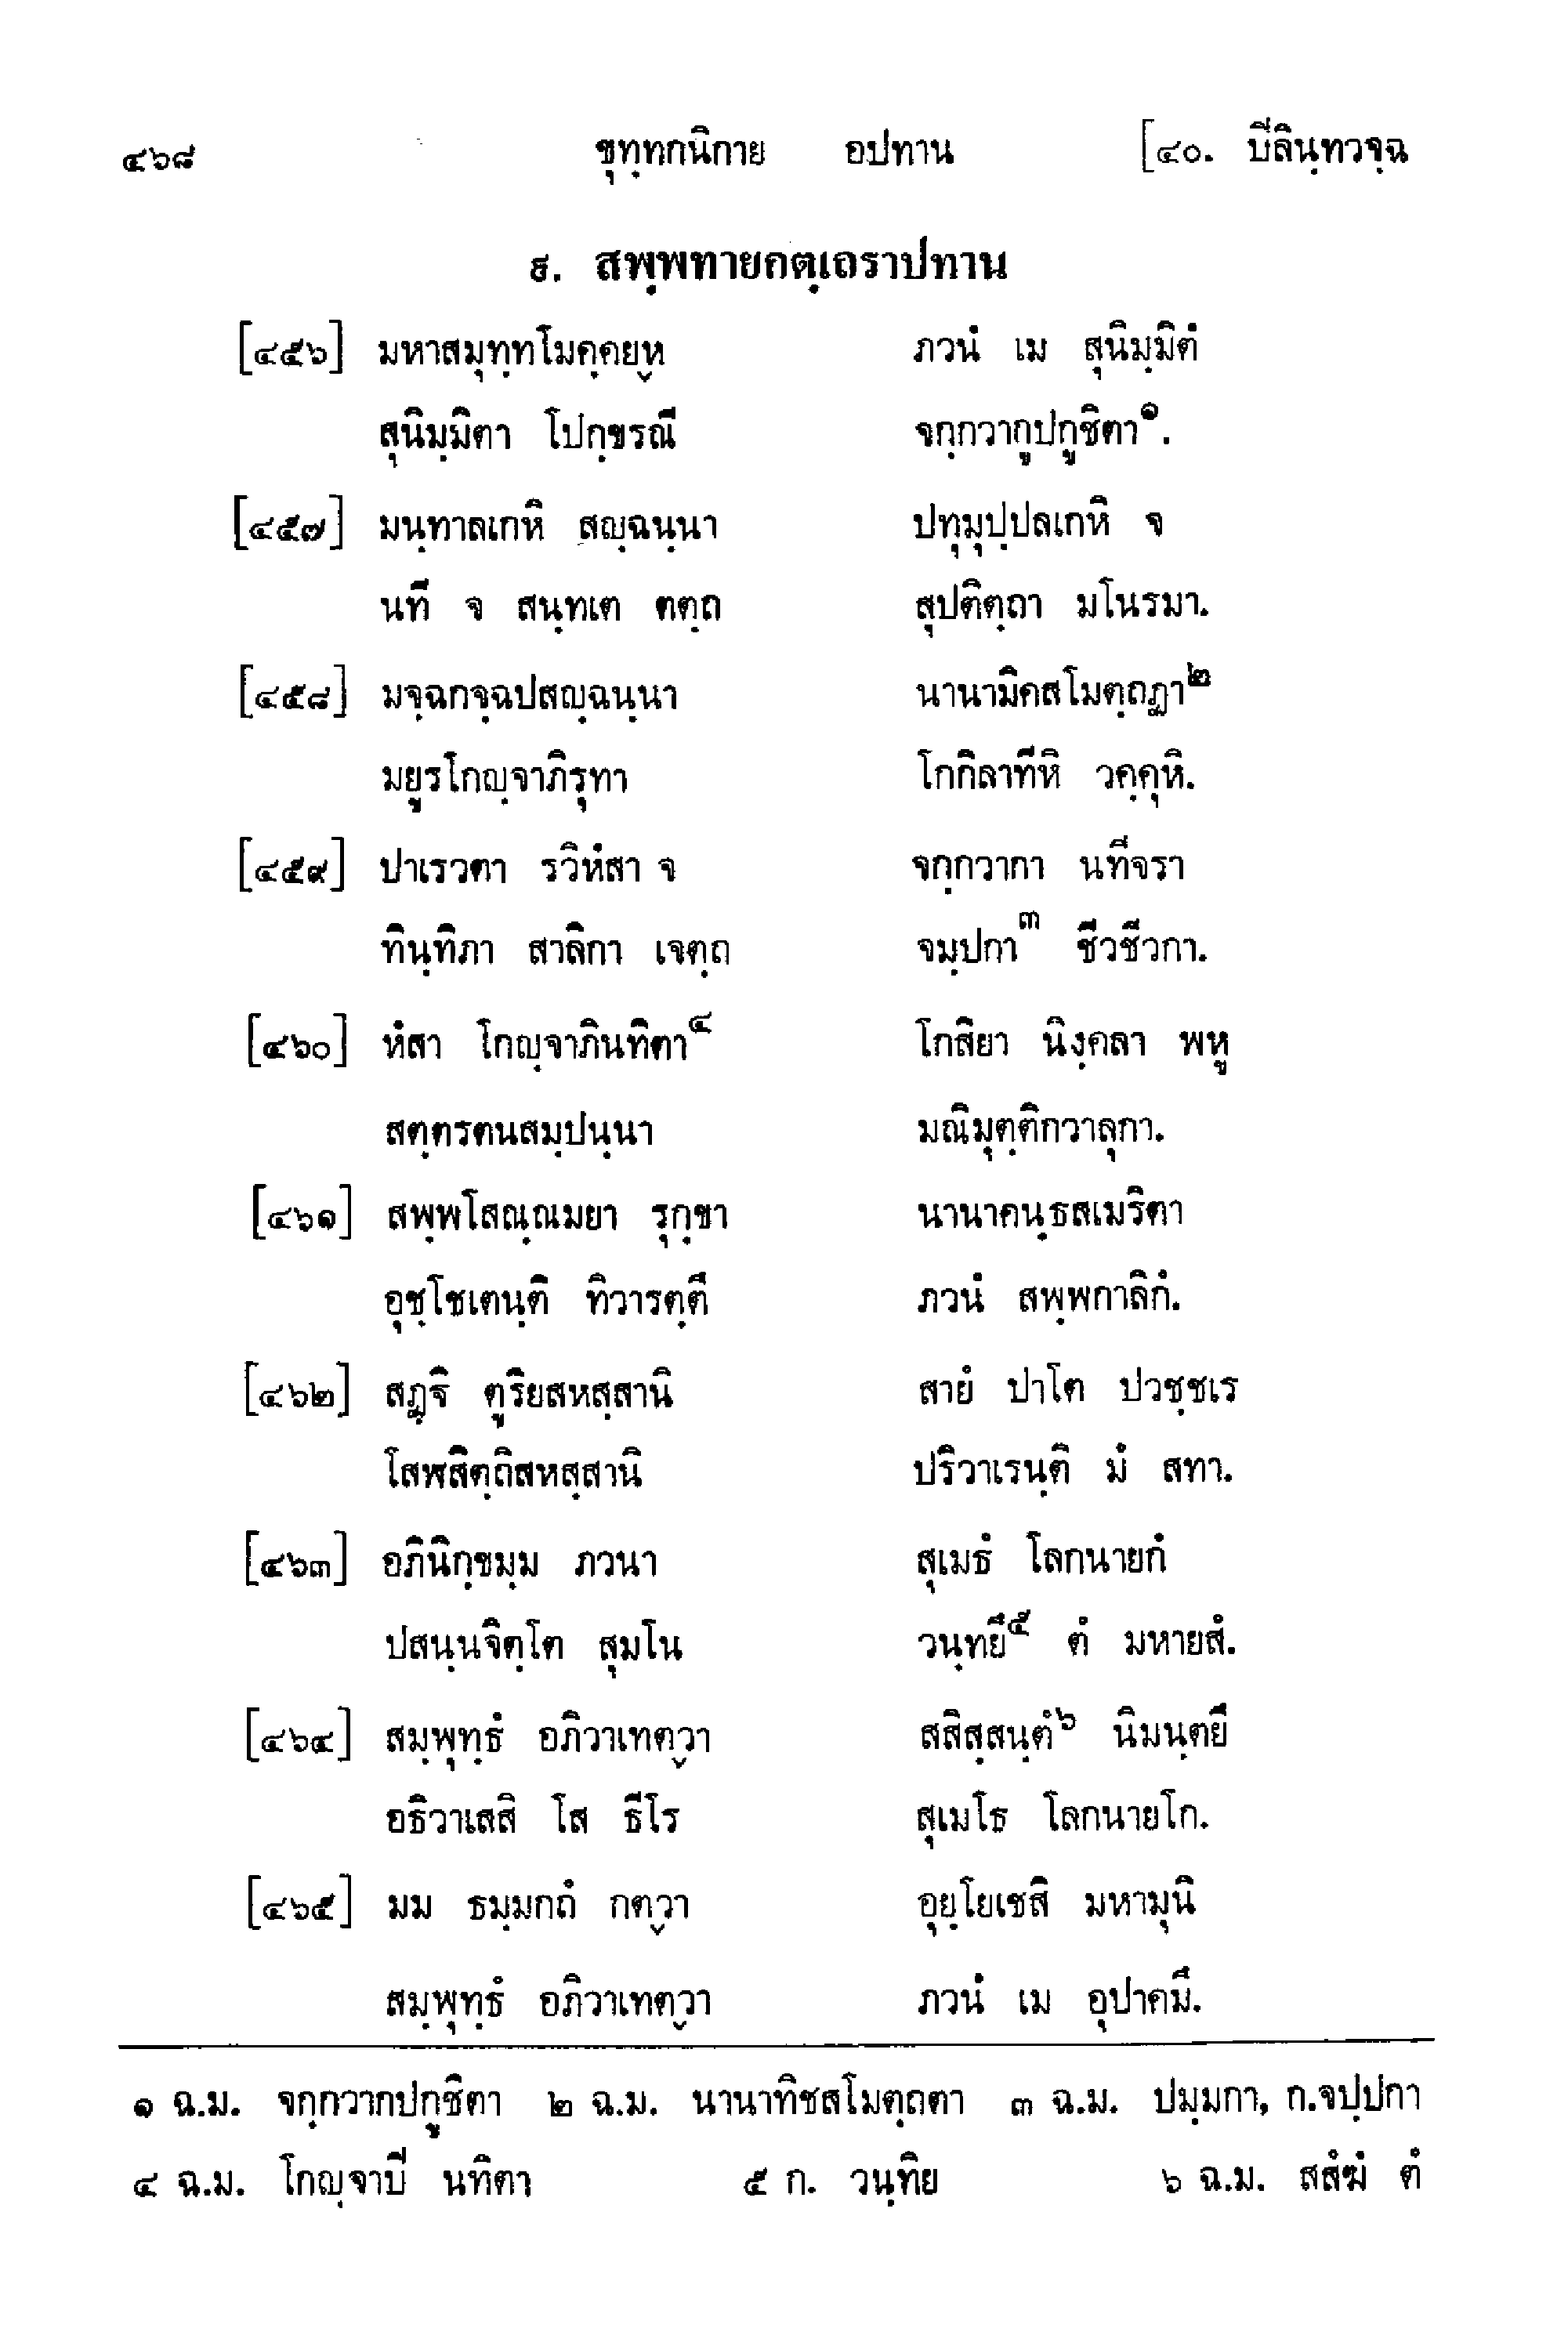 ๔๖๘ ขุทฺทกนิกาย อปทาน [๔๐. ปิลินฺทวจฺฉ
๕. สพฺพทายกตฺเถราปทาน
[๔๕๖] มหาสมุทฺทโมคฺคยฺห ภวนํ เม สุนิมฺมิตํ
สุนิมฺมิตา โปกฺขรณี จกฺกวากูปกูชิตา๑.
[๔๕๗] มนฺทาลเกหิ สญฺฉนฺนา ปทุมุปฺปลเกหิ จ
นที จ สนฺทเต ตตฺถ สุปติตฺถา มโนรมา.
[๔๕๘] มจฺฉกจฺฉปสญฺฉนฺนา นานามิคสโมตฺถฏา๒
มยูรโกญฺจาภิรุทา โกกิลาทีหิ วคฺคุหิ.
[๔๕๙] ปาเรวตา รวิหํสา จ จกฺกวากา นทีจรา
ทินฺทิภา สาลิกา เจตฺถ จมฺปกา๓ ชีวชีวกา.
[๔๖๐] หํสา โกญฺจาภินทิตา๔ โกสิยา นิงฺคลา พหู
สตฺตรตนสมฺปนฺนา มณิมุตฺติกวาลุกา.
[๔๖๑] สพฺพโสณฺณมยา รุกฺขา นานาคนฺธสเมริตา
อุชฺโชเตนฺติ ทิวารตฺตึ ภวนํ สพฺพกาลิกํ.
[๔๖๒] สฏฺฐิ ตูริยสหสฺสานิ สายํ ปาโต ปวชฺชเร
โสฬสิตฺถิสหสฺสานิ ปริวาเรนฺติ มํ สทา.
[๔๖๓] อภินิกฺขมฺม ภวนา สุเมธํ โลกนายกํ
ปสนฺนจิตฺโต สุมโน วนฺทยึ๕ ตํ มหายสํ.
[๔๖๔] สมฺพุทฺธํ อภิวาเทตฺวา สสิสฺสนฺตํ๖ นิมนฺตยึ
อธิวาเสสิ โส ธีโร สุเมโธ โลกนายโก.
[๔๖๕] มม ธมฺมกถํ กตฺวา อุยฺโยเชสิ มหามุนิ
สมฺพุทฺธํ อภิวาเทตฺวา ภวนํ เม อุปาคมึ.
๑ ฉ.ม. จกฺกวากปกูชิตา ๒ ฉ.ม. นานาทิชสโมตฺถตา ๓ ฉ.ม. ปมฺมกา, ก.จปฺปกา
๔ ฉ.ม. โกญฺจาปี นทิตา ๕ ก. วนฺทิย ๖ ฉ.ม. สสํฆํ ตํ